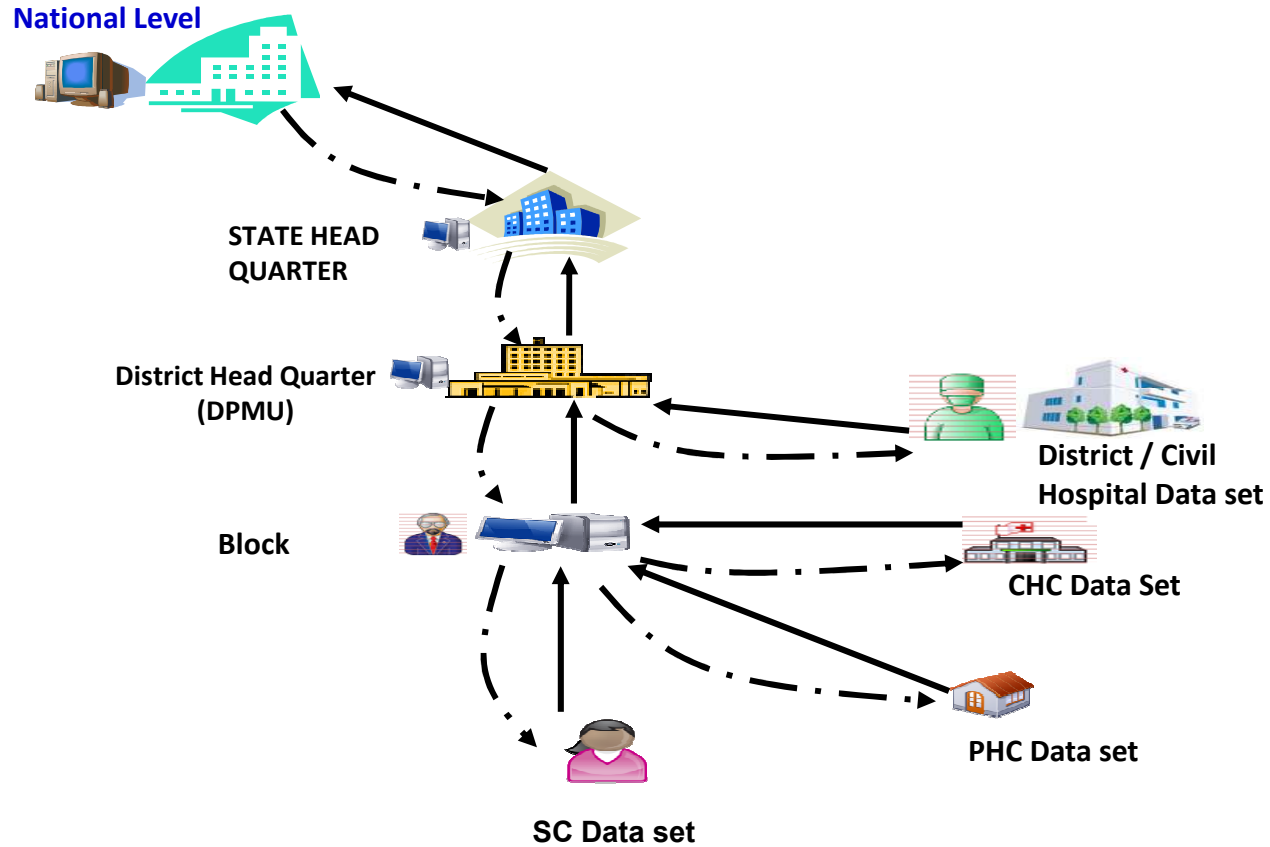 National Level
STATE HEAD
QUARTER
District Head Quarter
(DPMU)
District / Civil
Hospital Data set
Block
CHC Data Set
PHC Data set
SC Data set